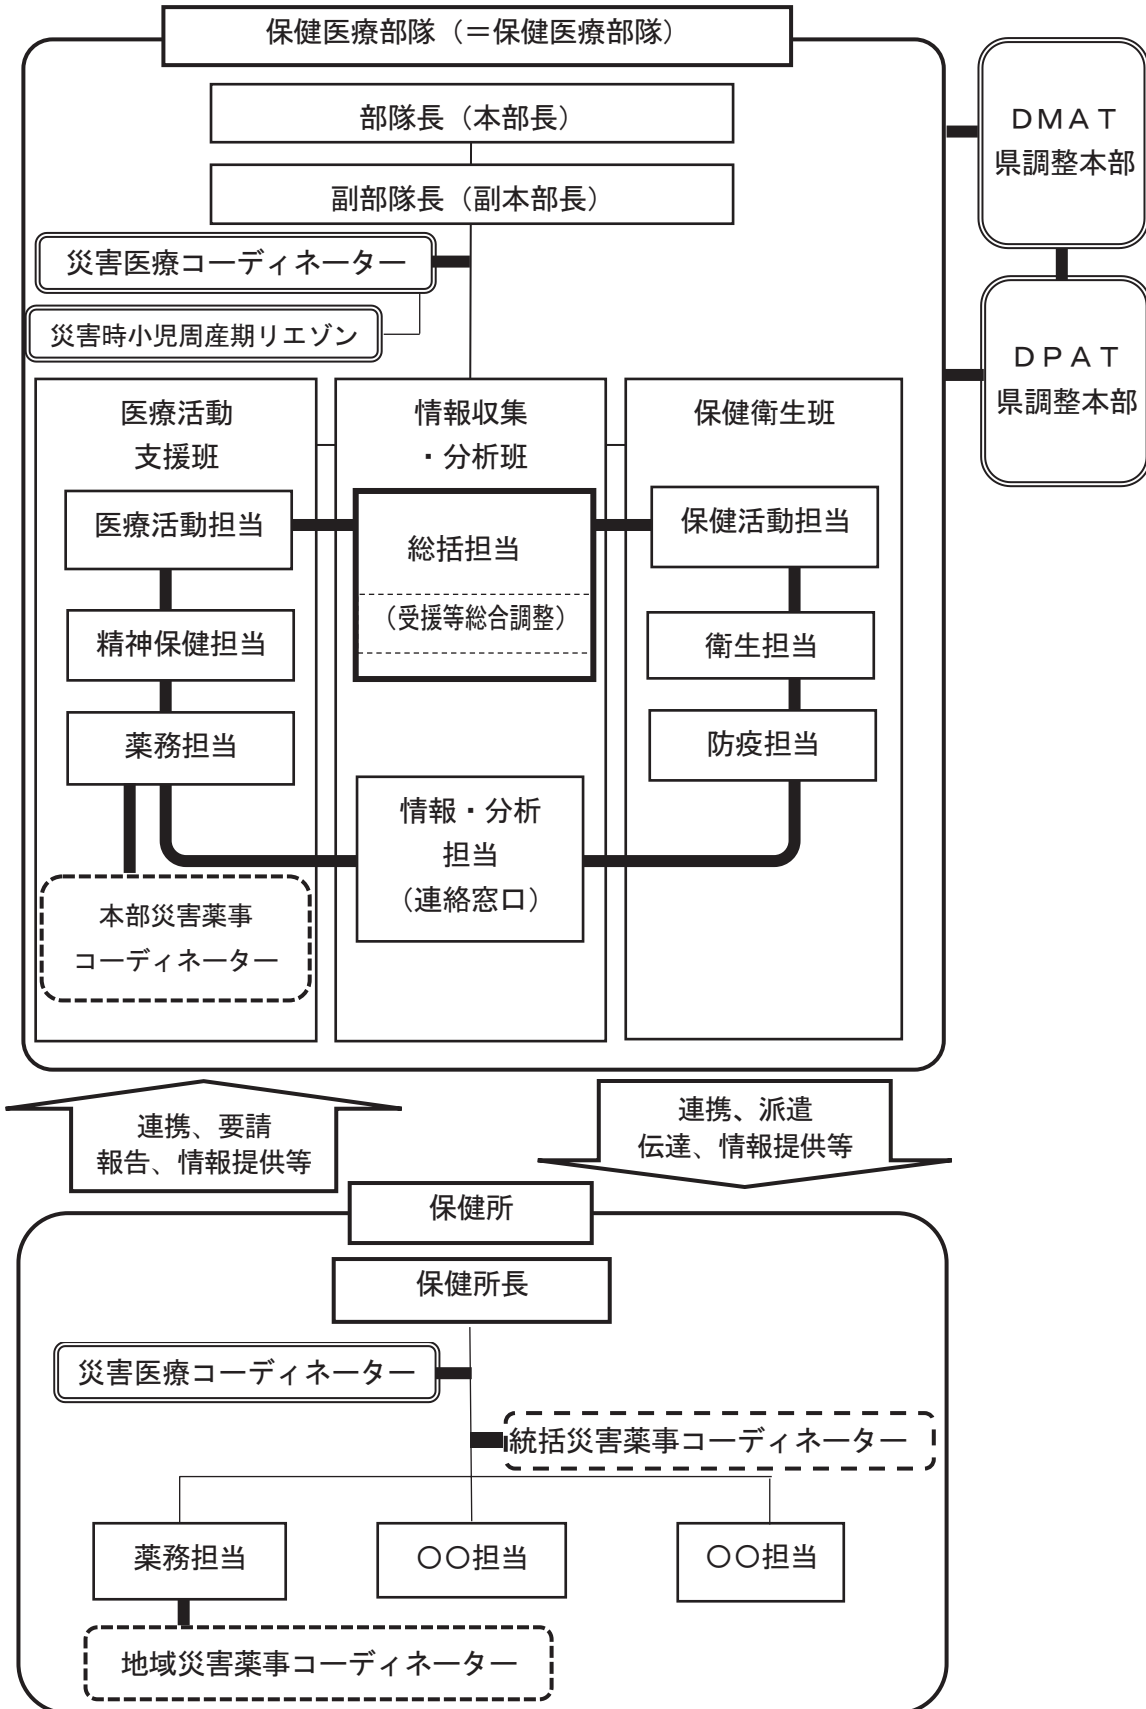 保健医療部隊（＝保健医療部隊）
部隊長（本部長）
副部隊長（副本部長）
災害医療コーディネーター
災害時小児周産期リエゾン
ＤＭＡＴ
県調整本部
ＤＰＡＴ
県調整本部
医療活動
支援班
医療活動担当
精神保健担当
薬務担当
本部災害薬事
コーディネーター
情報収集
・分析班
総括担当
（受援等総合調整）
情報・分析
担当
（連絡窓口）
保健衛生班
保健活動担当
衛生担当
防疫担当
連携、要請
報告、情報提供等
連携、派遣
伝達、情報提供等
保健所
保健所長
災害医療コーディネーター
統括災害薬事コーディネーター
薬務担当
○○担当
○○担当
地域災害薬事コーディネーター